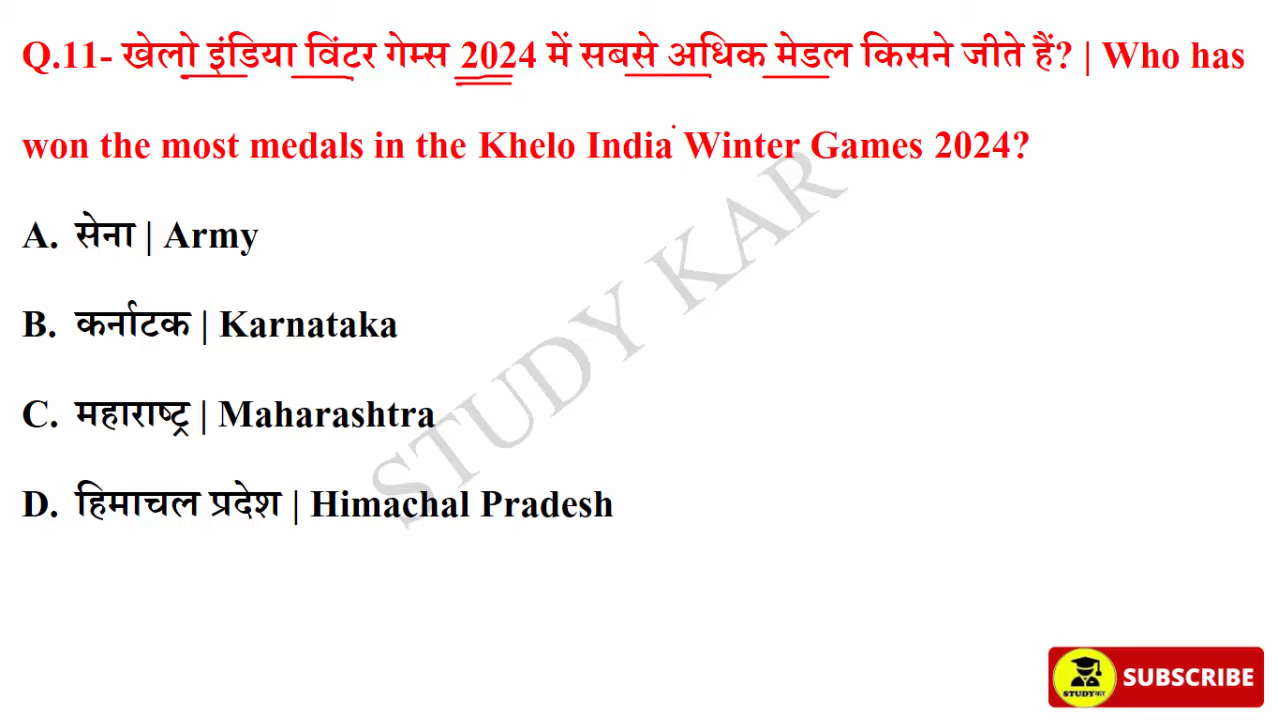 Q.11- खेलो इंडिया विंटर गेम्स 2024 में सबसे अधिक मेडल किसने जीते हैं? | Who has
won the most medals in the Khelo India Winter Games 2024?
A. सेना | Army
B. कर्नाटक | Karnataka
C. महाराष्ट्र | Maharashtra
D. हिमाचल प्रदेश | Himachal Pradesh
STUDY KAR
STUDYकर
SUBSCRIBE